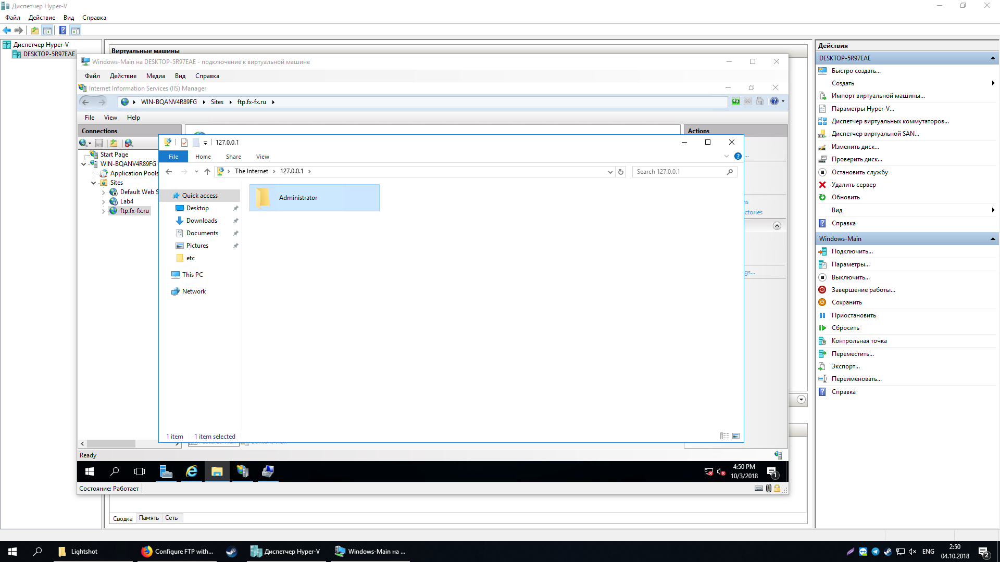 Диспетчер Hyper-V
Файл Действие Вид Справка
Диспетчер Hyper-V
DESKTOP-5R97EAE
Виртуальные машины
Windows-Main на DESKTOP-5R97EAE - подключение к виртуальной машине
Файл Действие Медиа Вид Справка
Internet Information Services (IIS) Manager
WIN-BQANV4R89FG Sites ftp.fx-fx.ru
File View Help
Connections
Start Page
WIN-BQANV4R89FG
Application Pools
Sites
Default Web S
Lab4
ftp.fx-fx.ru
Actions
...
ns
ctories
gs...
127.0.0.1
File Home Share View
The Internet 127.0.0.1
Search 127.0.0.1
Quick access
Desktop
Downloads
Documents
Pictures
etc
This PC
Network
Administrator
1 item 1 item selected
Ready
4:50 PM
10/3/2018
1
Состояние: Работает
Сводка Память Сеть
Действия
DESKTOP-5R97EAE
Быстро создать...
Создать
Импорт виртуальной машины...
Параметры Hyper-V...
Диспетчер виртуальных коммутаторов...
Диспетчер виртуальной SAN...
Изменить диск...
Проверить диск...
Остановить службу
Удалить сервер
Обновить
Вид
Справка
Windows-Main
Подключить...
Параметры...
Выключить...
Завершение работы...
Сохранить
Приостановить
Сбросить
Контрольная точка
Переместить...
Экспорт...
Переименовать...
Справка
Lightshot
Configure FTP with...
Диспетчер Hyper-V
Windows-Main на ...
ENG
2:50
04.10.2018
2